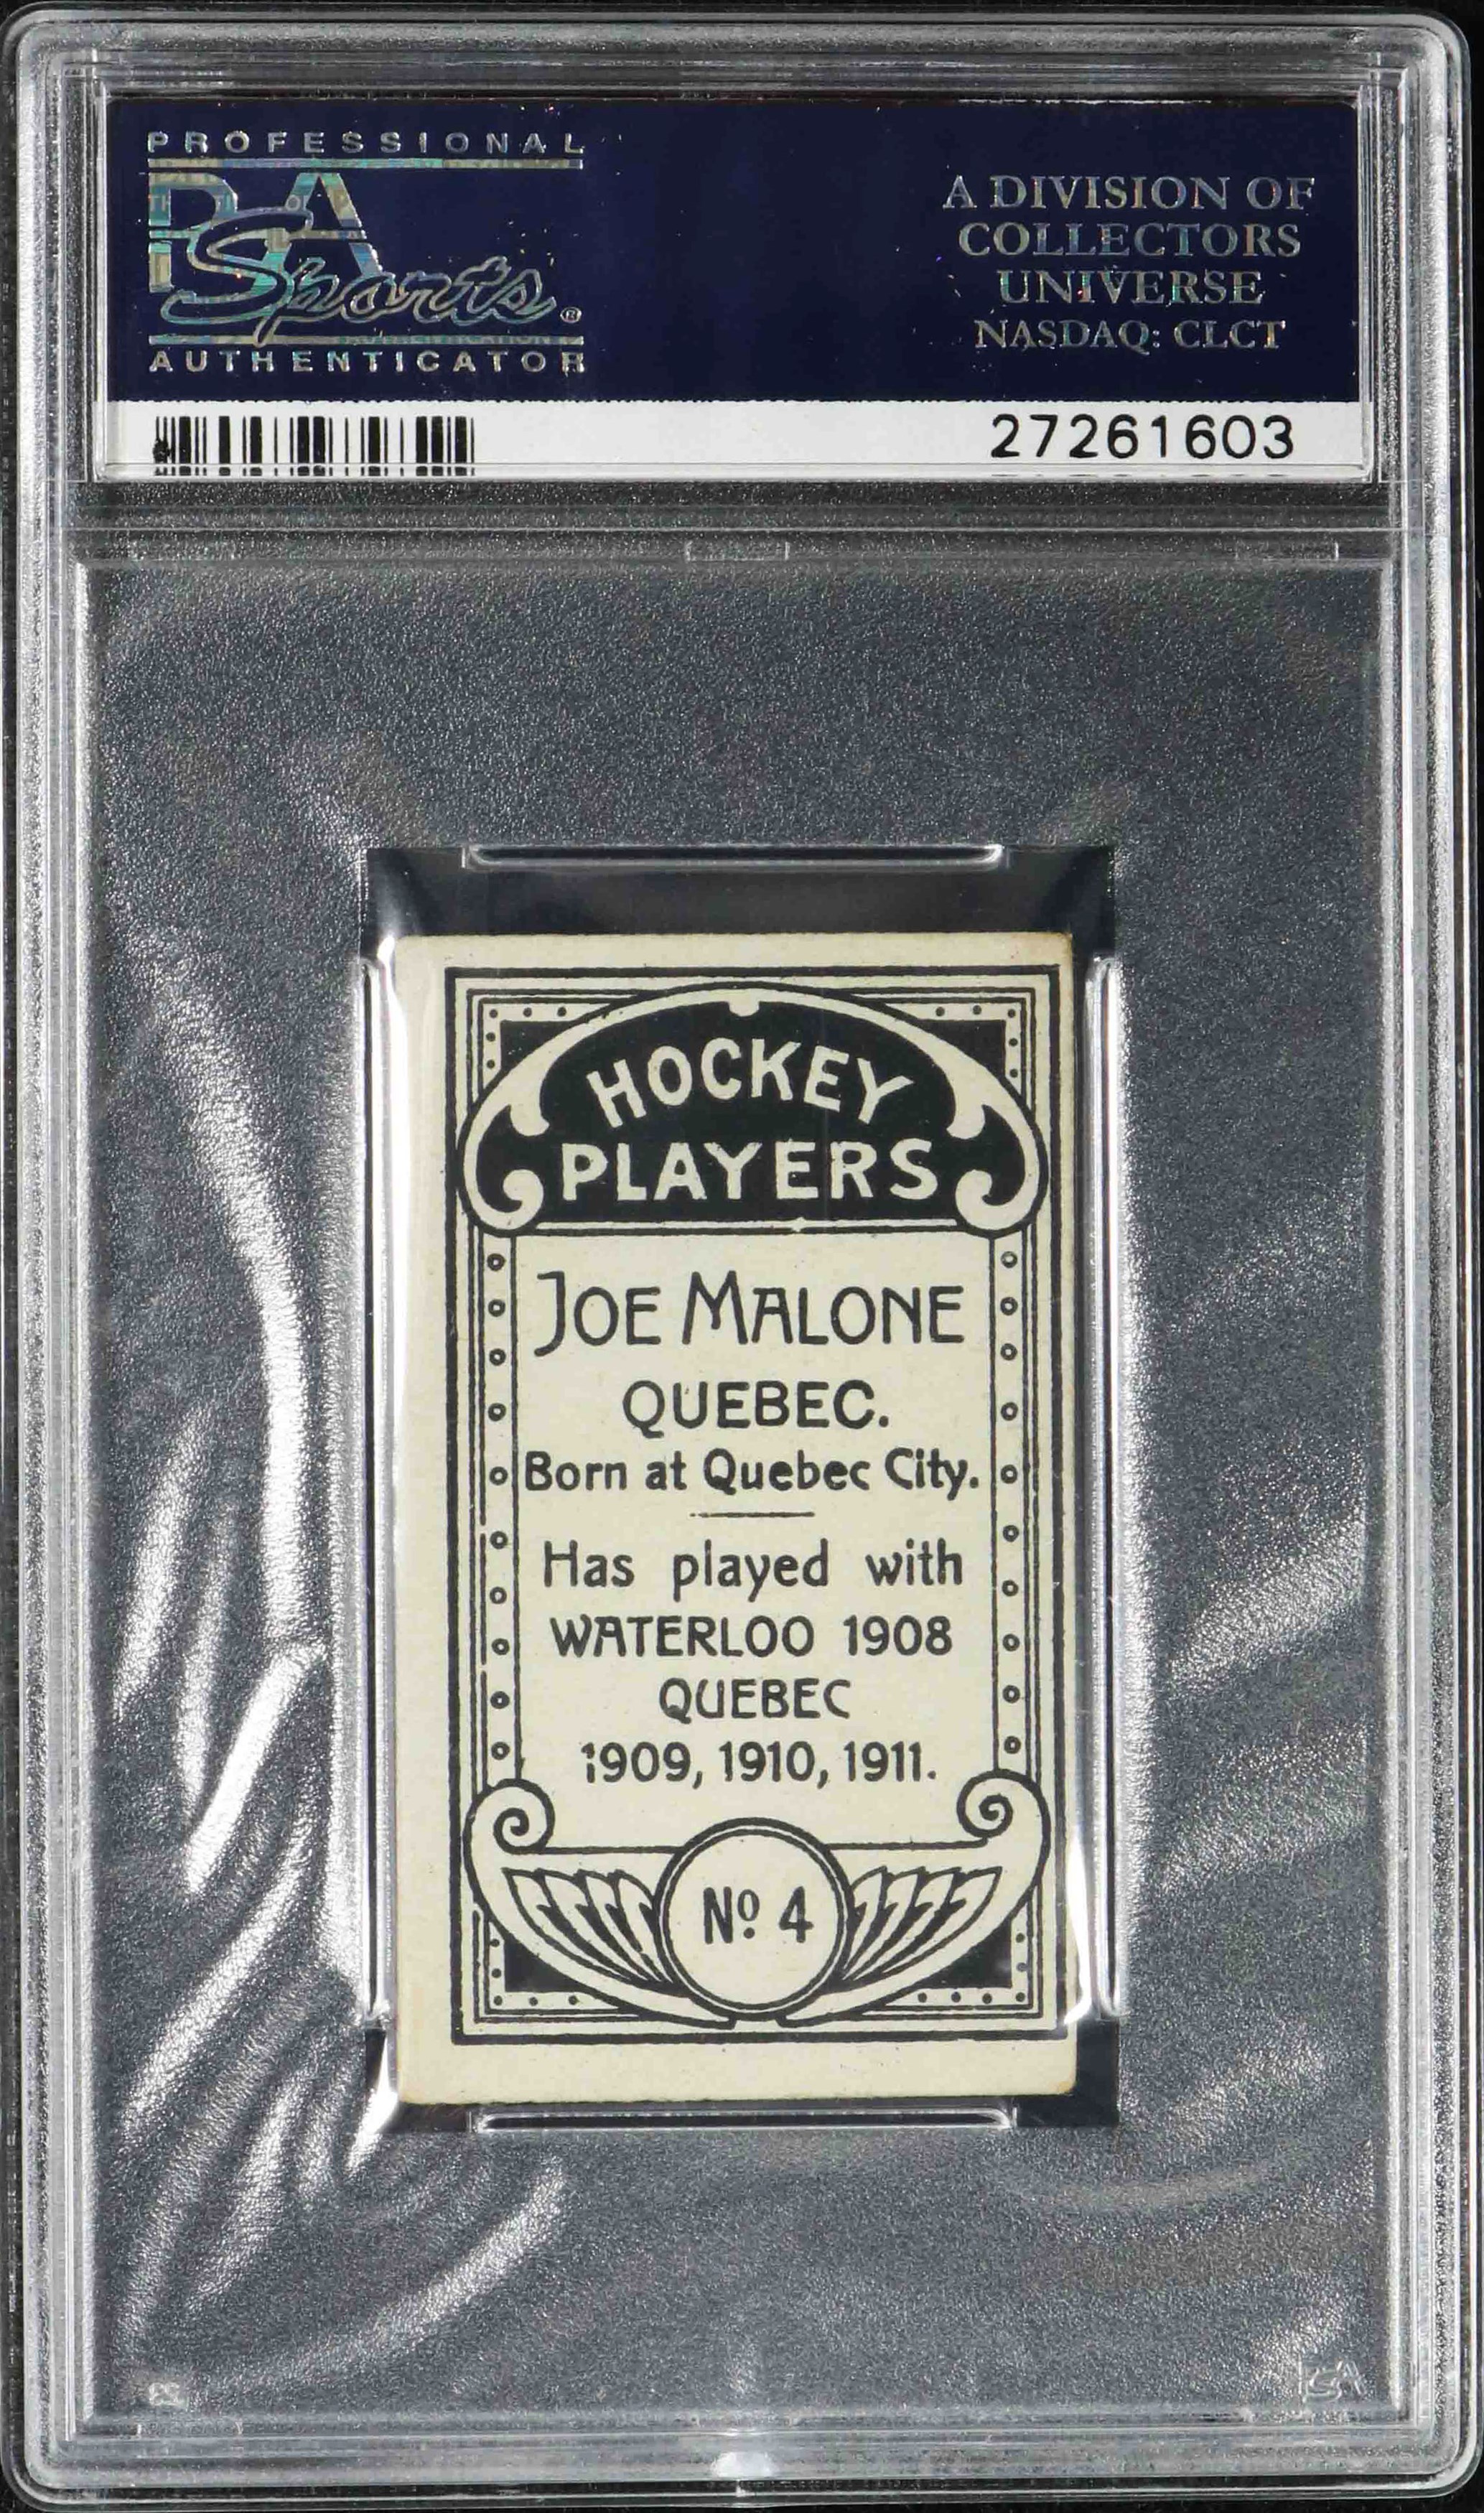 PROFESSIONAL
PSA
Sports®
AUTHENTICATOR
A DIVISION OF
COLLECTORS
UNIVERSE
NASDAQ: CLCT
27261603
HOCKEY
PLAYERS
JOE MALONE
QUEBEC.
Born at Quebec City.
Has played with
WATERLOO 1908
QUEBEC
1909, 1910, 1911.
Nº 4
PSA